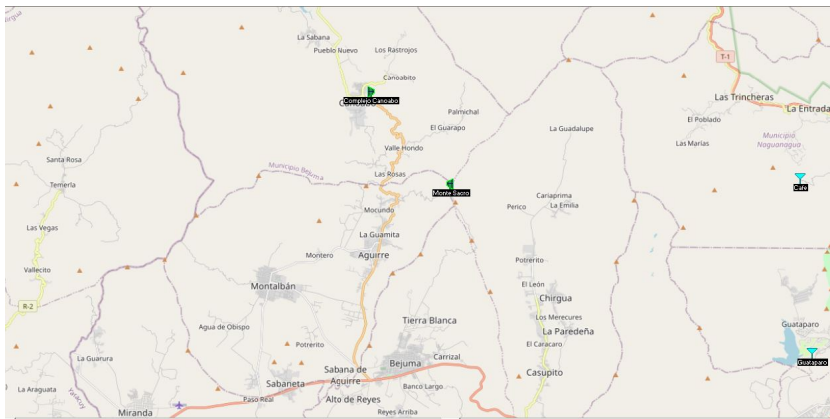 La Sabana
Pueblo Nuevo
Los Rastrojos
Canoabito
Complejo Canoabo
Palmichal
El Guarapo
Valle Hondo
Las Rosas
Municipio Bejuma
Monte Sacro
Mocundo
La Guamita
Aguirre
Montero
Montalbán
Santa Rosa
Temerla
Las Vegas
Vallecito
R-2
La Guarura
La Araguata
Yaracuy
Miranda
Agua de Obispo
Potrerito
Sabaneta
Paso Real
Sabana de
Aguirre
Alto de Reyes
Tierra Blanca
Bejuma
Carrizal
Banco Largo
Reyes Arriba
La Guadalupe
Cariaprima
La Emilia
Perico
Potrerito
El León
Chirgua
Los Merecures
La Paredeña
El Caracaro
Casupito
T-1
Las Trincheras
La Entrada
El Poblado
Las Marías
Municipio
Naguanagua
Café
Guataparo
Guataparo